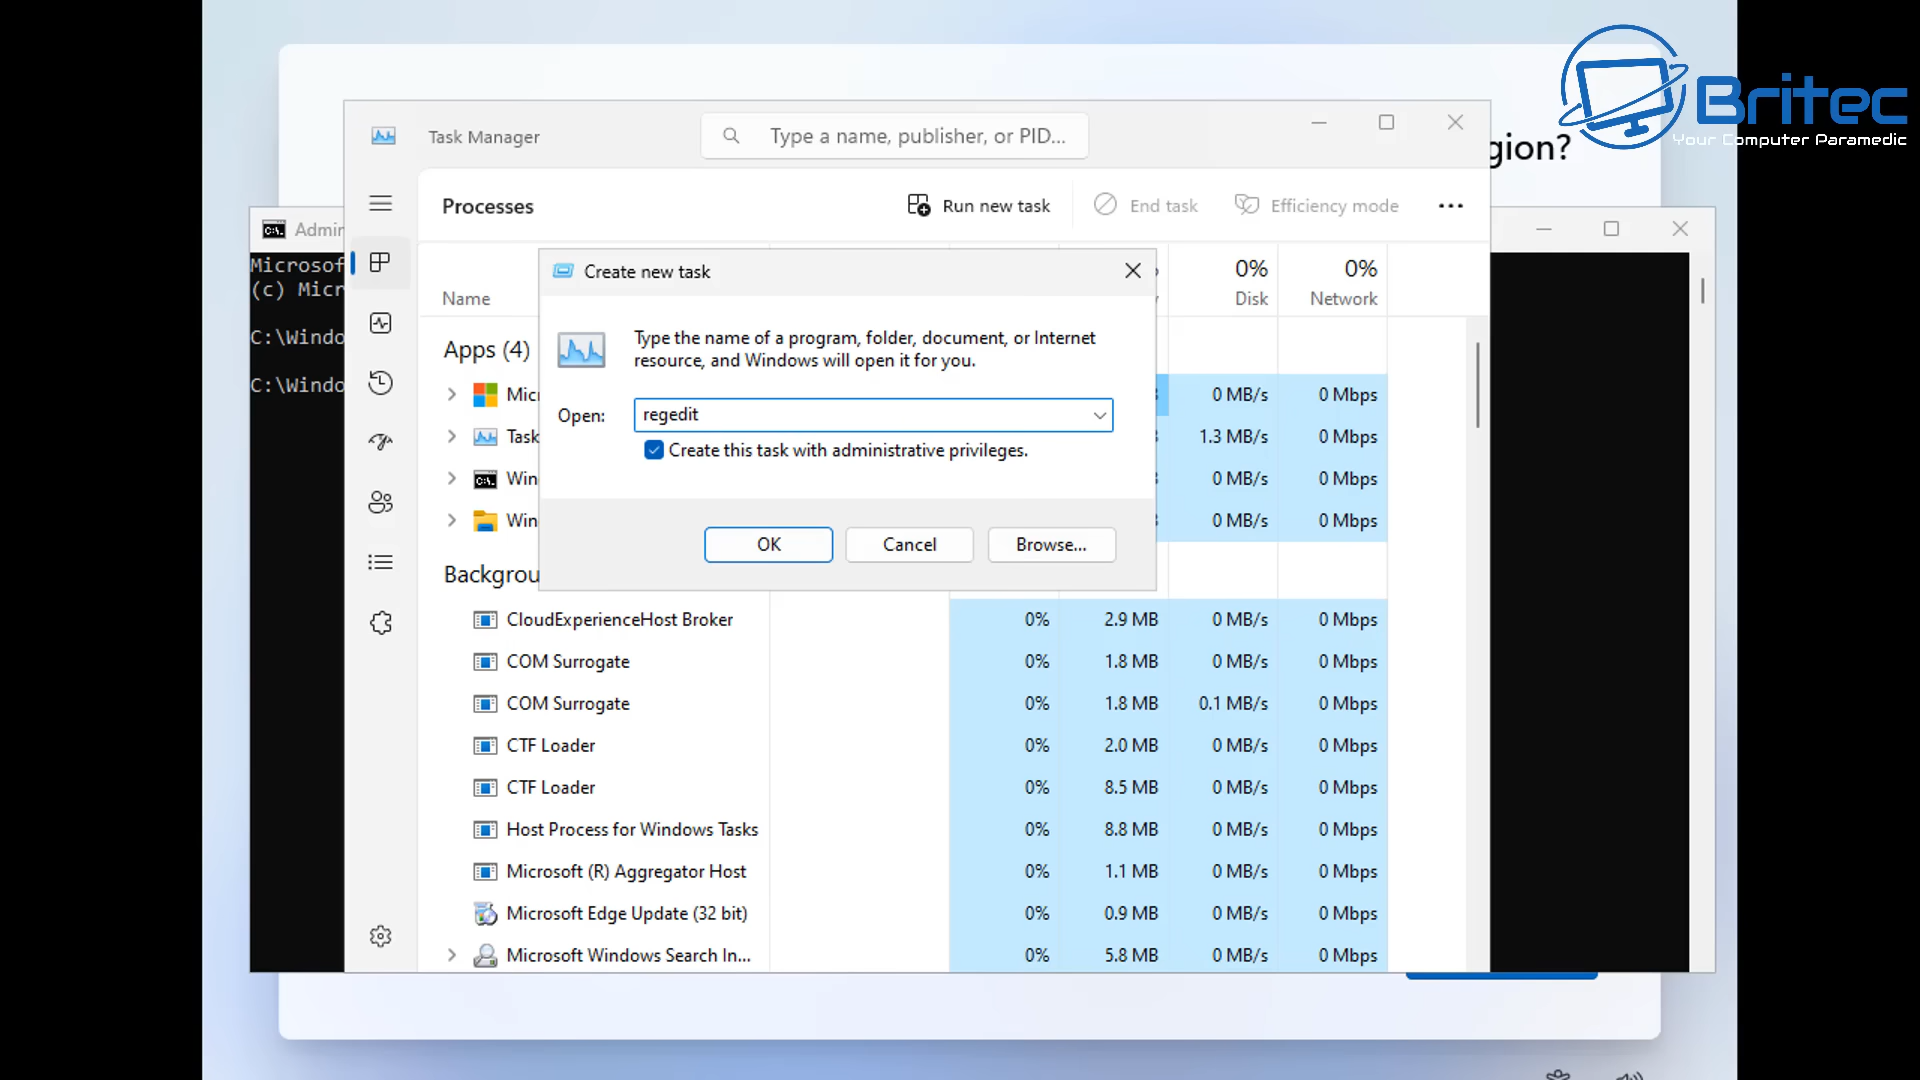 Britec
Your Computer Paramedic
gion?
Task Manager
Type a name, publisher, or PID...
Processes
Run new task
End task
Efficiency mode
Admin
Microsof
(c) Micr
C:\Windo
C:\Windo
Create new task
0%
0%
Name
Disk
Network
Type the name of a program, folder, document, or Internet
resource, and Windows will open it for you.
Open:
regedit
Create this task with administrative privileges.
OK
Cancel
Browse...
Apps (4)
Micr
0 MB/s
0 Mbps
Task
1.3 MB/s
0 Mbps
Win
0 MB/s
0 Mbps
Win
0 MB/s
0 Mbps
Backgrou
CloudExperienceHost Broker
0%
2.9 MB
0 MB/s
0 Mbps
COM Surrogate
0%
1.8 MB
0 MB/s
0 Mbps
COM Surrogate
0%
1.8 MB
0.1 MB/s
0 Mbps
CTF Loader
0%
2.0 MB
0 MB/s
0 Mbps
CTF Loader
0%
8.5 MB
0 MB/s
0 Mbps
Host Process for Windows Tasks
0%
8.8 MB
0 MB/s
0 Mbps
Microsoft (R) Aggregator Host
0%
1.1 MB
0 MB/s
0 Mbps
Microsoft Edge Update (32 bit)
0%
0.9 MB
0 MB/s
0 Mbps
Microsoft Windows Search In...
0%
5.8 MB
0 MB/s
0 Mbps